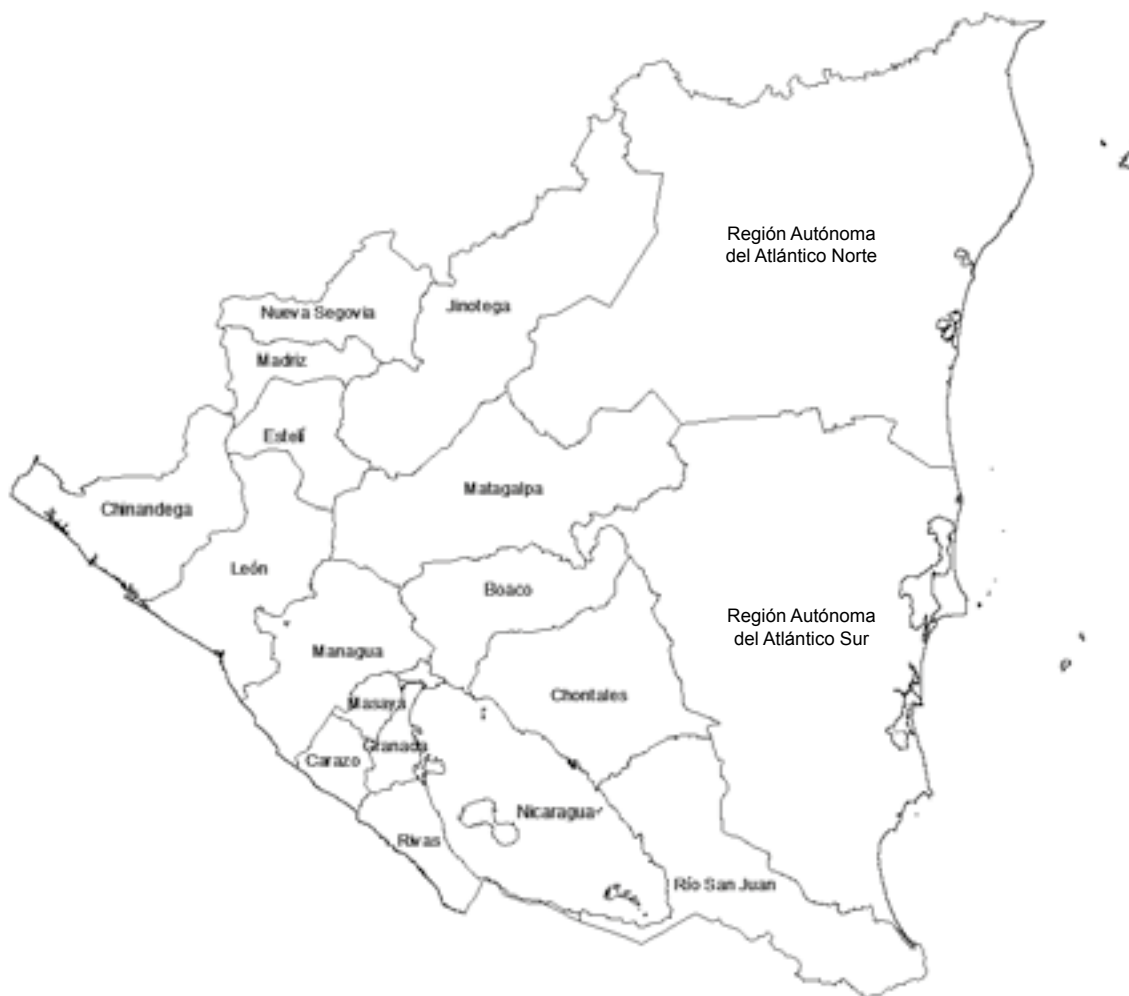 Región Autónoma
del Atlántico Norte
Nueva Segovia
Jinotega
Madriz
Estelí
Matagalpa
Chinandega
León
Boaco
Región Autónoma
del Atlántico Sur
Managua
Chontales
Masaya
Granada
Carazo
Nicaragua
Rivas
Río San Juan